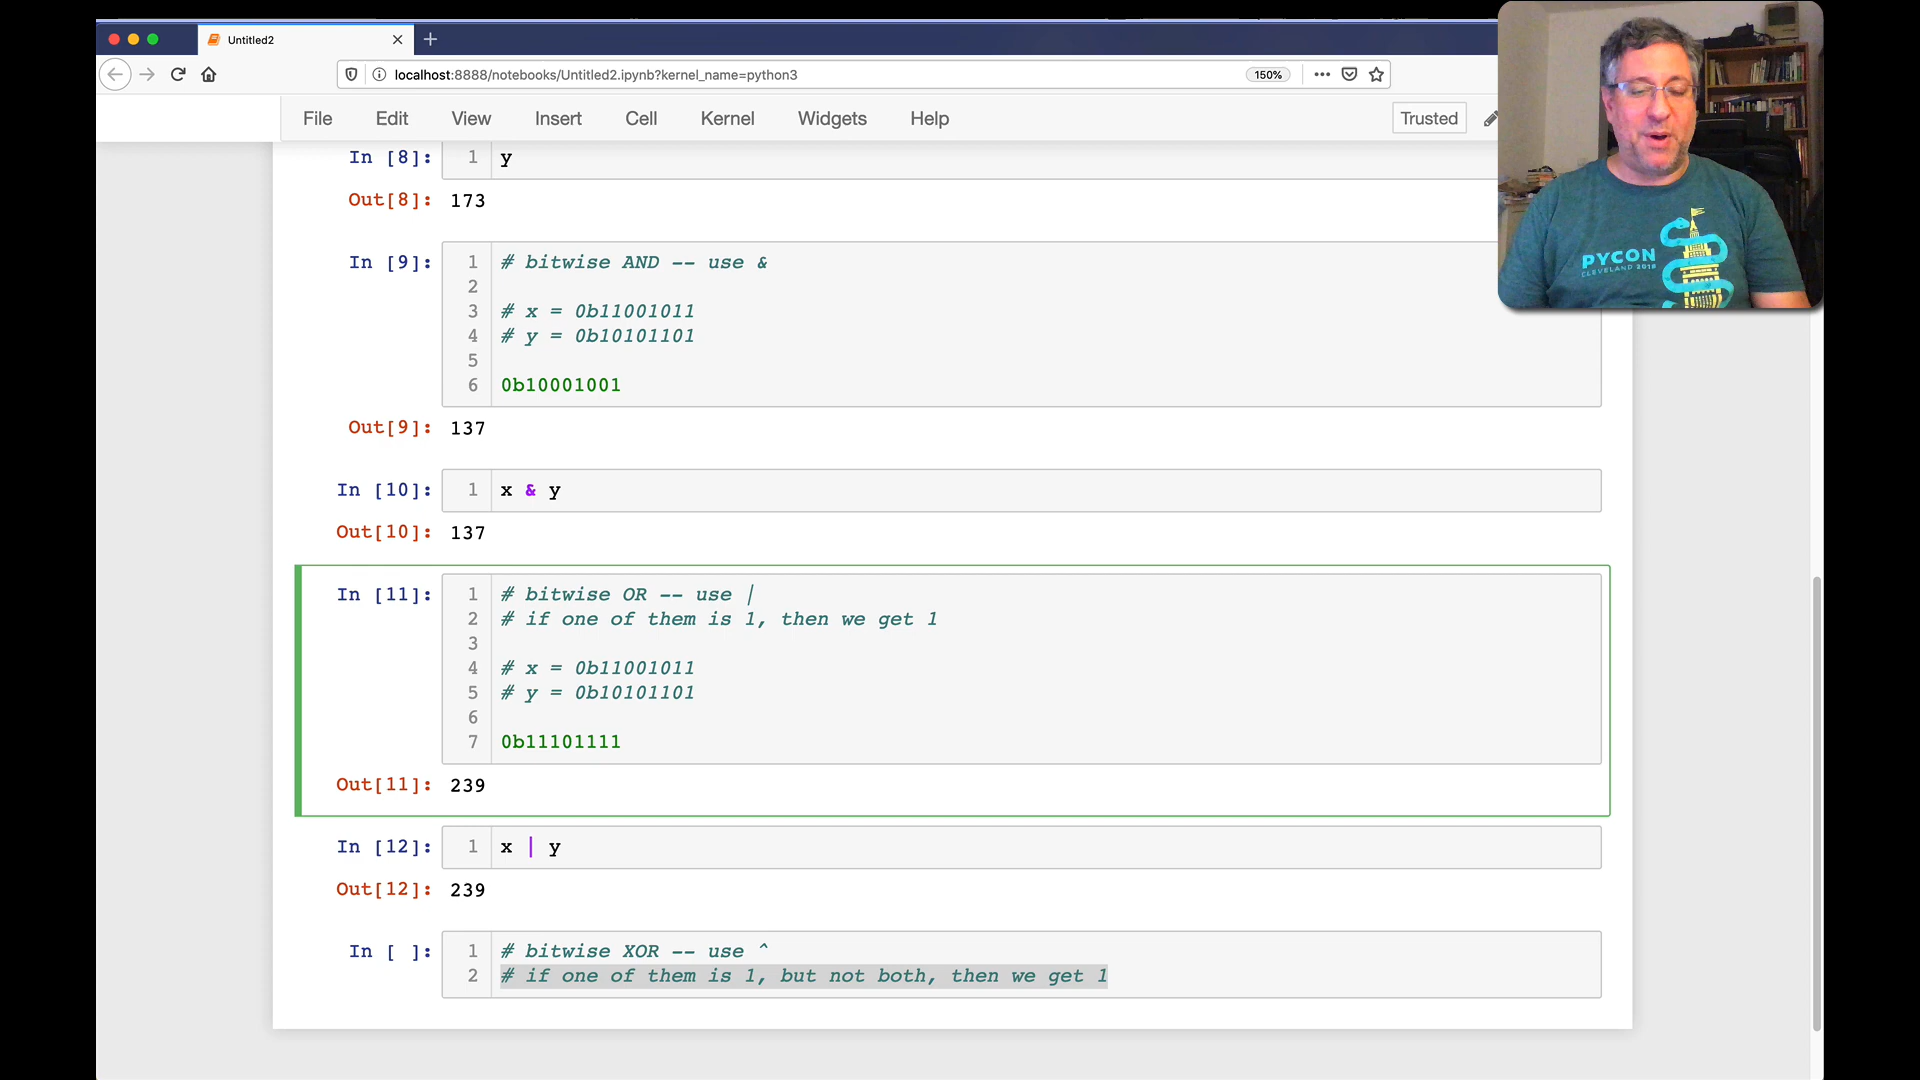 Untitled2
localhost:8888/notebooks/Untitled2.ipynb?kernel_name=python3
150%
File Edit View Insert Cell Kernel Widgets Help
Trusted
In [8]: 1 y
Out[8]: 173
In [9]: 1 # bitwise AND -- use &
2
3 # x = 0b11001011
4 # y = 0b10101101
5
6 0b10001001
Out[9]: 137
In [10]: 1 x & y
Out[10]: 137
In [11]: 1 # bitwise OR -- use |
2 # if one of them is 1, then we get 1
3
4 # x = 0b11001011
5 # y = 0b10101101
6
7 0b11101111
Out[11]: 239
In [12]: 1 x | y
Out[12]: 239
In [ ]: 1 # bitwise XOR -- use ^
2 # if one of them is 1, but not both, then we get 1
PYCON
CLEVELAND 2018